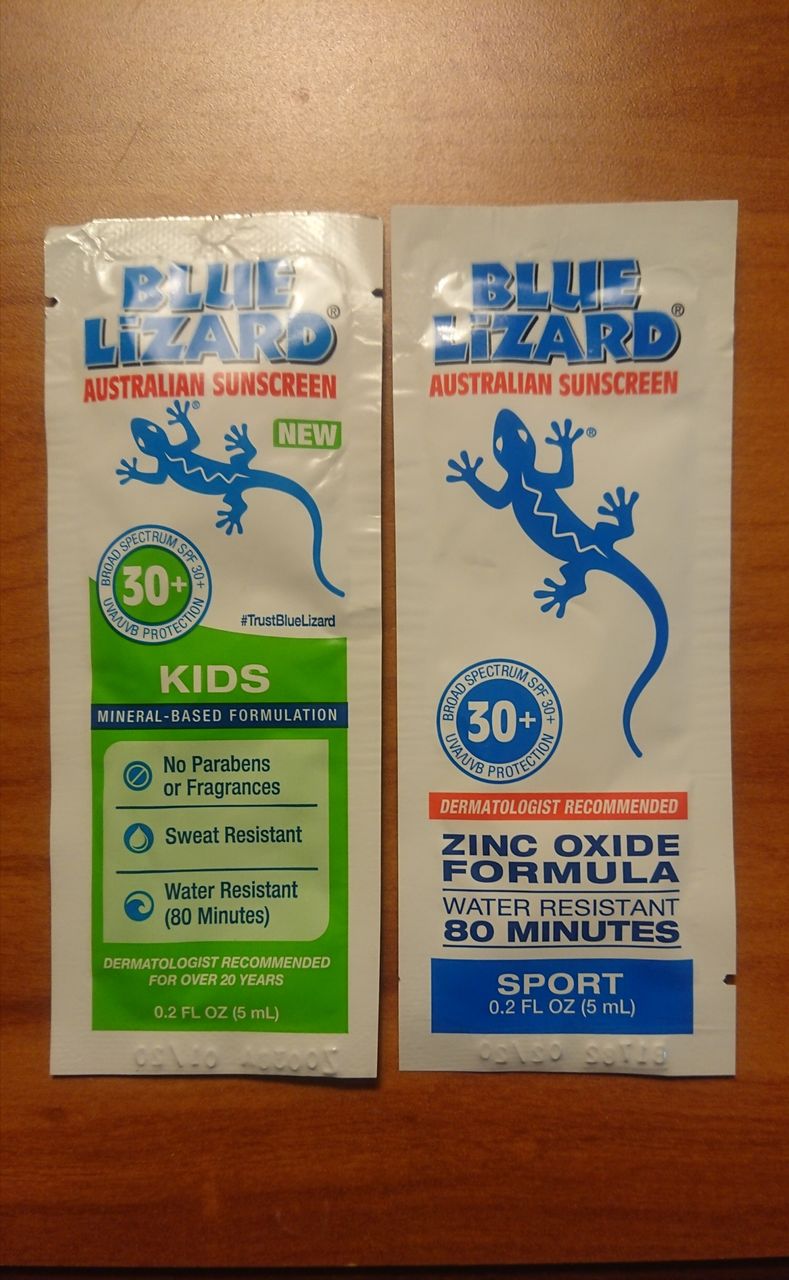 BLUE
LiZARD®
AUSTRALIAN SUNSCREEN
®
NEW
BROAD SPECTRUM SPF 30+
30+
UVA/UVB PROTECTION
#TrustBlueLizard
KIDS
MINERAL-BASED FORMULATION
No Parabens
or Fragrances
Sweat Resistant
Water Resistant
(80 Minutes)
DERMATOLOGIST RECOMMENDED
FOR OVER 20 YEARS
0.2 FL OZ (5 mL)
BLUE
LiZARD®
AUSTRALIAN SUNSCREEN
®
BROAD SPECTRUM SPF 30+
30+
UVA/UVB PROTECTION
DERMATOLOGIST RECOMMENDED
ZINC OXIDE
FORMULA
WATER RESISTANT
80 MINUTES
SPORT
0.2 FL OZ (5 mL)